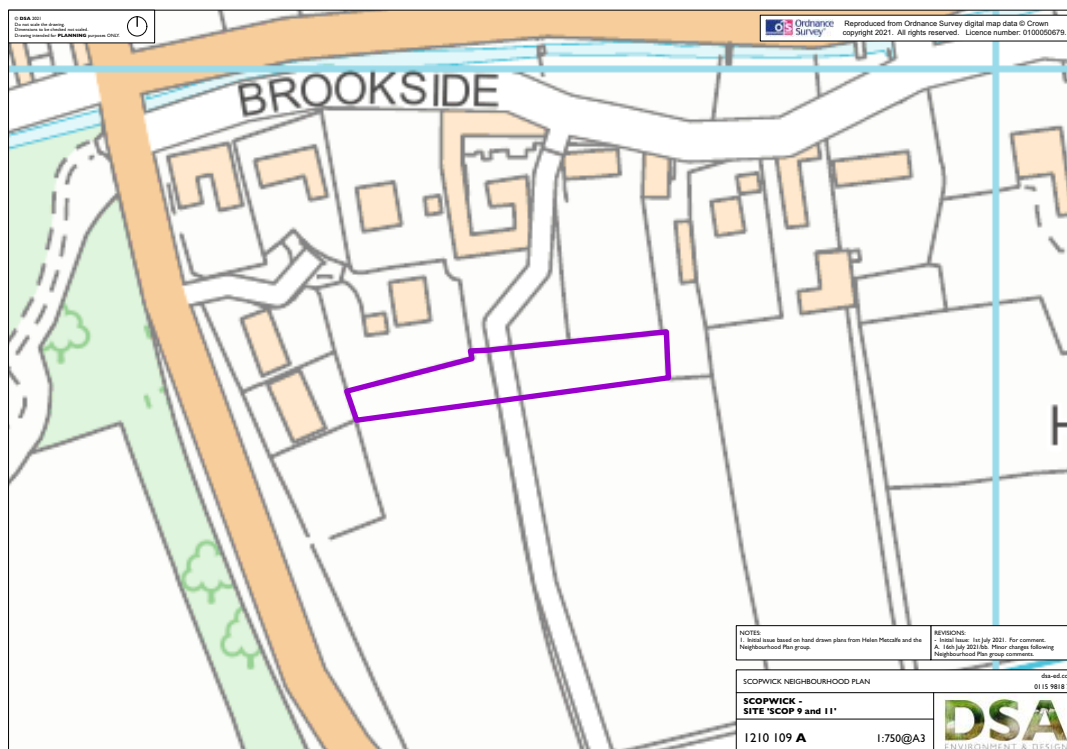 © DSA 2021
Do not scale the drawing.
Dimensions to be checked not scaled.
Drawing intended for PLANNING purposes ONLY.
Ordnance
Survey
Reproduced from Ordnance Survey digital map data © Crown
copyright 2021. All rights reserved. Licence number: 0100050679.
BROOKSIDE
H
NOTES:
1. Initial issue based on hand drawn plans from Helen Metcalfe and the
Neighbourhood Plan group.
REVISIONS:
- Initial Issue: 1st July 2021. For comment.
A. 16th July 2021/bb. Minor changes following
Neighbourhood Plan group comments.
SCOPWICK NEIGHBOURHOOD PLAN
dsa-ed.co
0115 9818
SCOPWICK -
SITE 'SCOP 9 and 11'
1210 109 A
1:750@A3
DSA
ENVIRONMENT & DESIGN